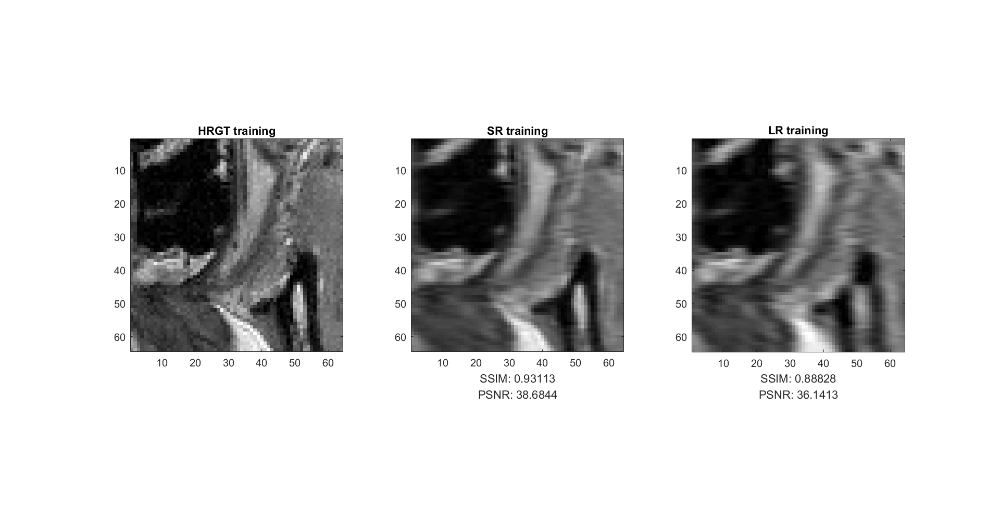 HRGT training
10
20
30
40
50
60
10 20 30 40 50 60
SR training
10
20
30
40
50
60
10 20 30 40 50 60
SSIM: 0.93113
PSNR: 38.6844
LR training
10
20
30
40
50
60
10 20 30 40 50 60
SSIM: 0.88828
PSNR: 36.1413